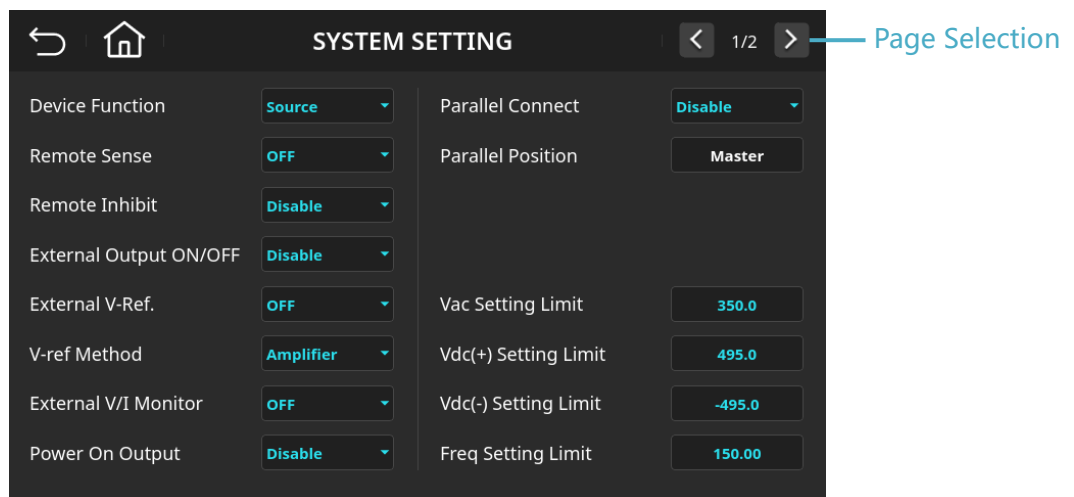 SYSTEM SETTING
1/2
Page Selection
Device Function Source
Remote Sense OFF
Remote Inhibit Disable
External Output ON/OFF Disable
External V-Ref. OFF
V-ref Method Amplifier
External V/I Monitor OFF
Power On Output Disable
Parallel Connect Disable
Parallel Position Master
Vac Setting Limit 350.0
Vdc(+) Setting Limit 495.0
Vdc(-) Setting Limit -495.0
Freq Setting Limit 150.00